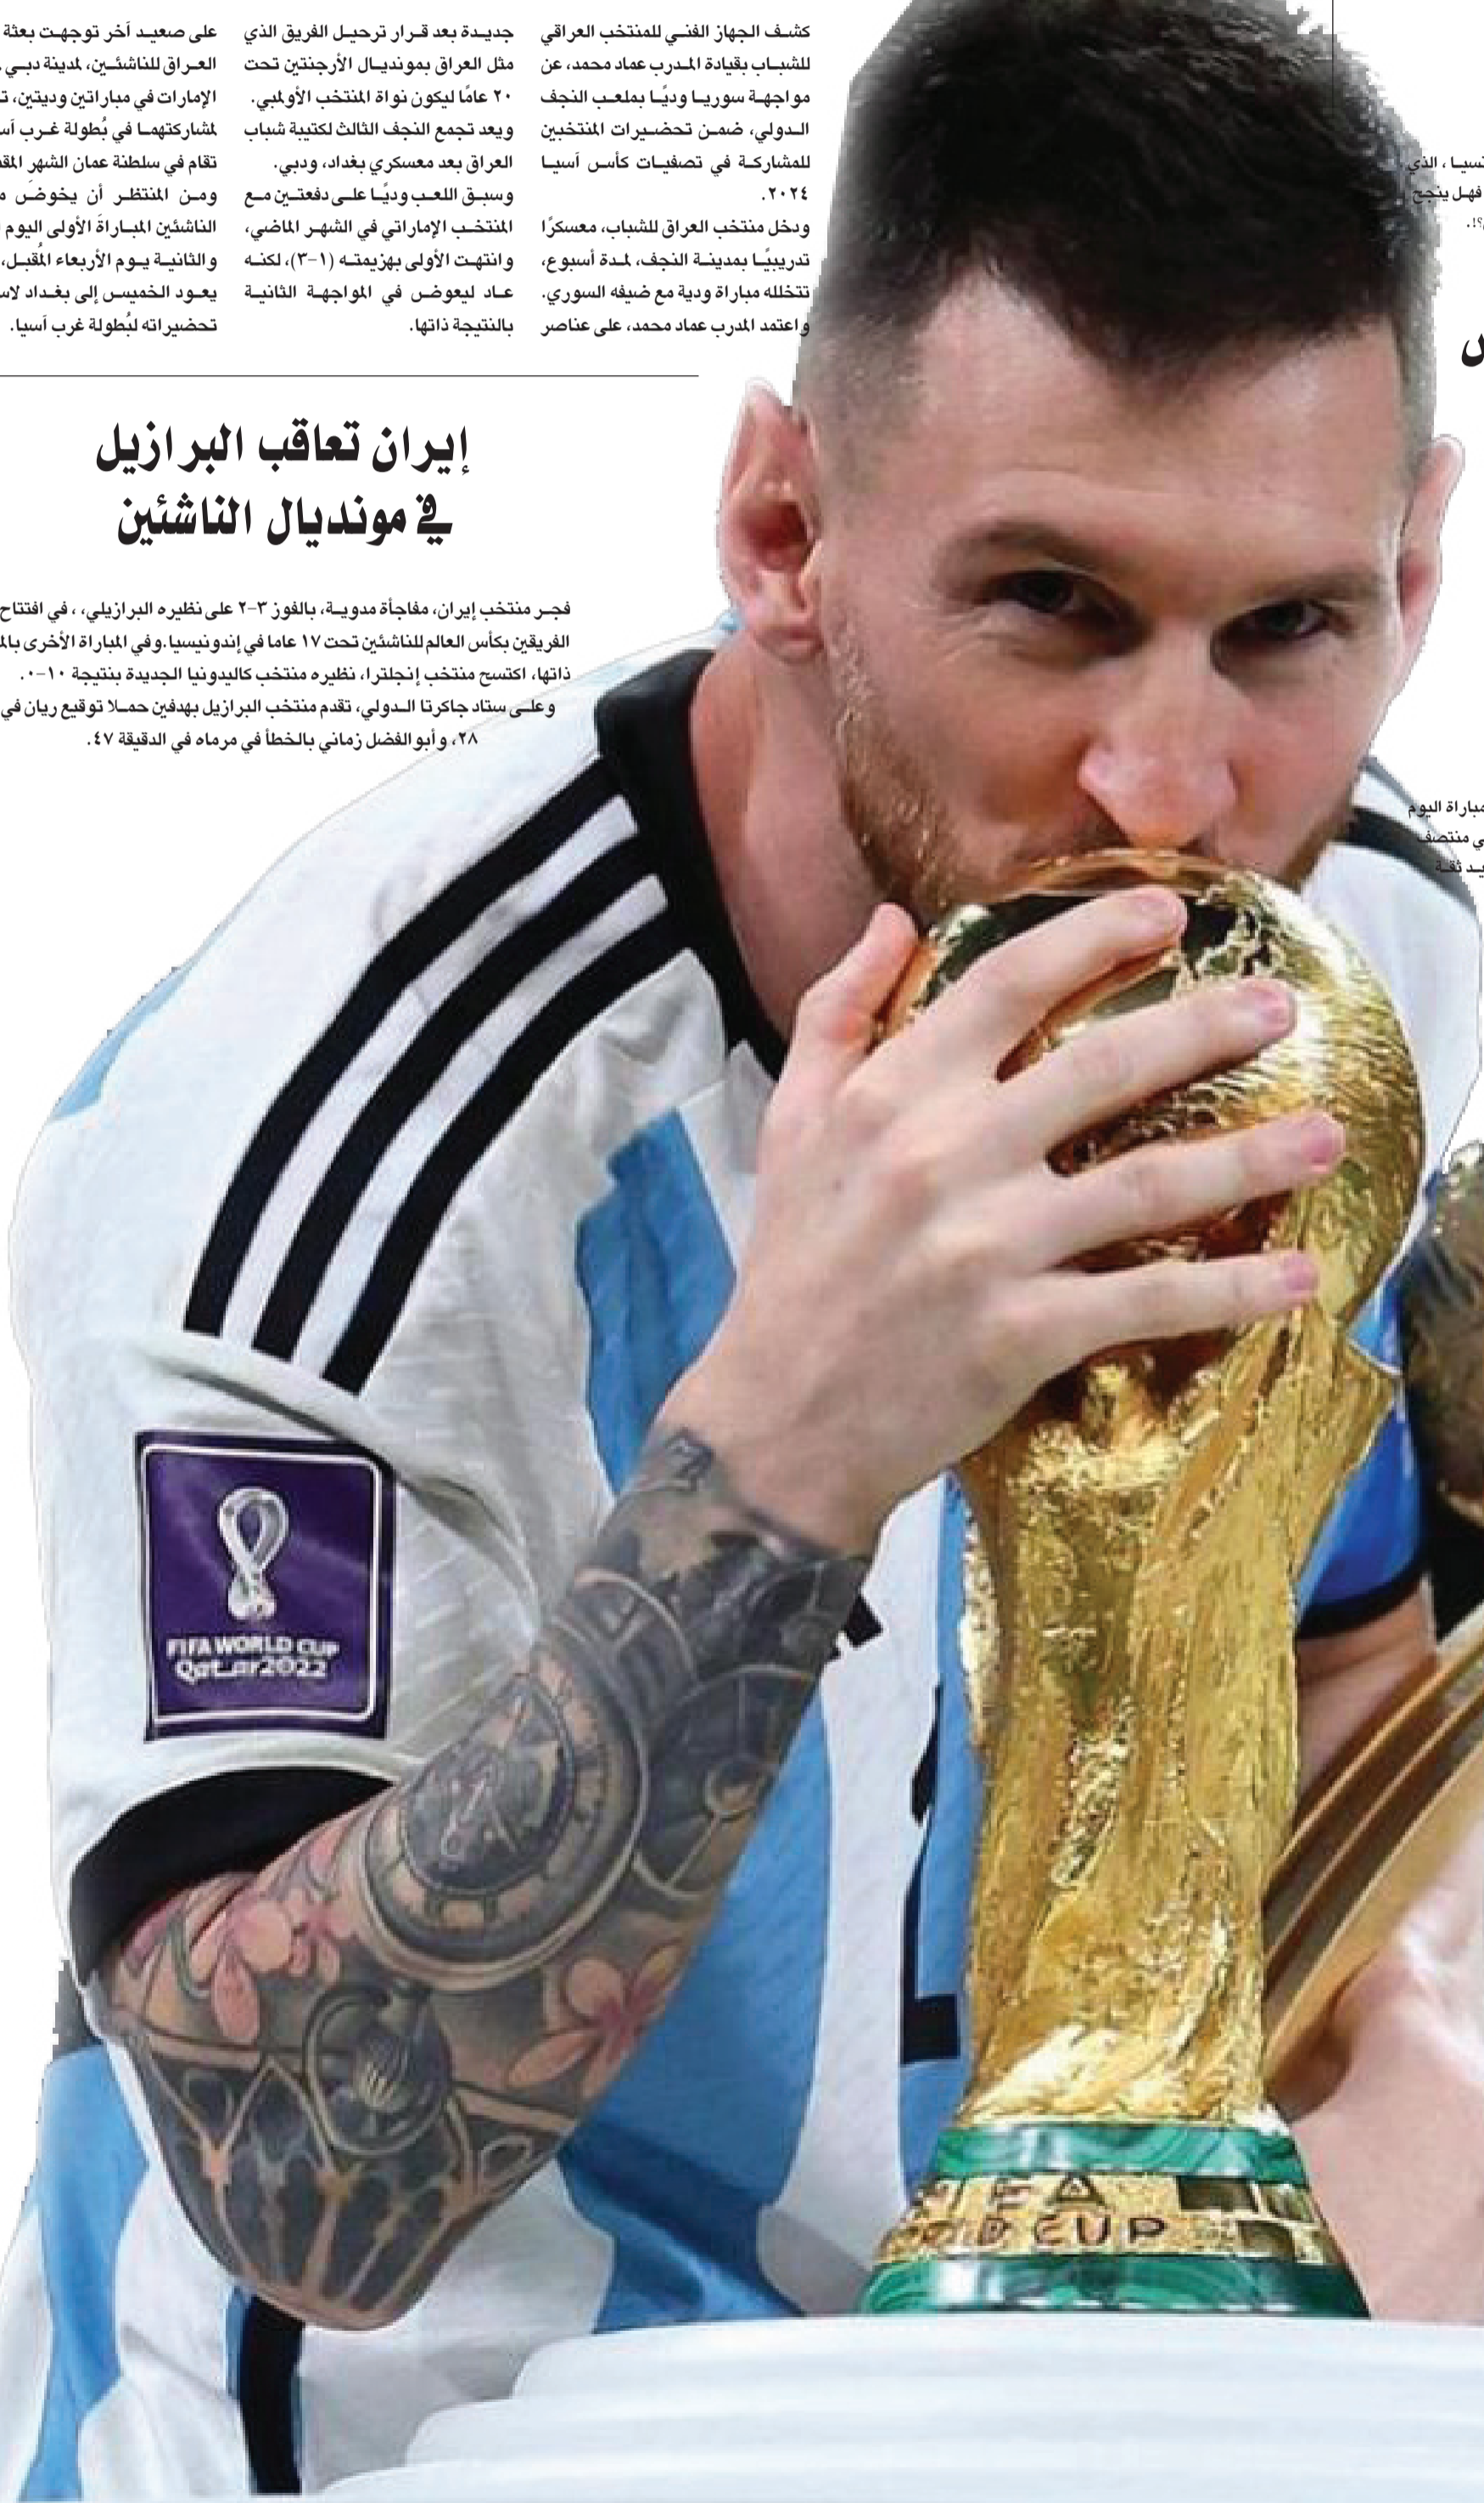 كشف الجهاز الفني للمنتخب العراقي
للشباب بقيادة المدرب عماد محمد، عن
مواجهة سوريا وديًا بملعب النجف
الدولي، ضمن تحضيرات المنتخبين
للمشاركة في تصفيات كأس آسيا
٢٠٢٤.
ودخل منتخب العراق للشباب، معسكرًا
تدريبيًا بمدينة النجف، لمدة أسبوع،
تتخلله مباراة ودية مع ضيفه السوري.
واعتمد المدرب عماد محمد، على عناصر
جديدة بعد قرار ترحيل الفريق الذي
مثل العراق بمونديال الأرجنتين تحت
٢٠ عامًا ليكون نواة المنتخب الأولمبي.
ويعد تجمع النجف الثالث لكتيبة شباب
العراق بعد معسكري بغداد، ودبي.
وسبق اللعب وديًا على دفعتين مع
المنتخب الإماراتي في الشهر الماضي،
وانتهت الأولى بهزيمته (١-٣)، لكنه
عاد ليعوض في المواجهة الثانية
بالنتيجة ذاتها.
على صعيد آخر توجهت بعثة
العراق للناشئين، لمدينة دبي
الإمارات في مباراتين وديتين،
لمشاركتهما في بُطولة غرب
تقام في سلطنة عمان الشهر
ومن المنتظر أن يخوضَ
الناشئين المباراةَ الأولى اليوم
والثانية يوم الأربعاء المُقبل،
يعود الخميس إلى بغداد
تحضيراته لبُطولة غرب آسيا.
إيران تعاقب البرازيل
في مونديال الناشئين
فجر منتخب إيران، مفاجأة مدوية، بالفوز ٣-٢ على نظيره البرازيلي، ، في افتتاح
الفريقين بكأس العالم للناشئين تحت ١٧ عاما في إندونيسيا.وفي المباراة الأخرى
ذاتها، اكتسح منتخب إنجلترا، نظيره منتخب كاليدونيا الجديدة بنتيجة ١٠-٠.
وعلى ستاد جاكرتا الدولي، تقدم منتخب البرازيل بهدفين حملا توقيع ريان في
٢٨، وأبو الفضل زماني بالخطأ في مرماه في الدقيقة ٤٧.
، الذي
فهل ينجح
مباراة اليوم
منتصف
ثقة
FIFA WORLD CUP
Qatar2022
CUP